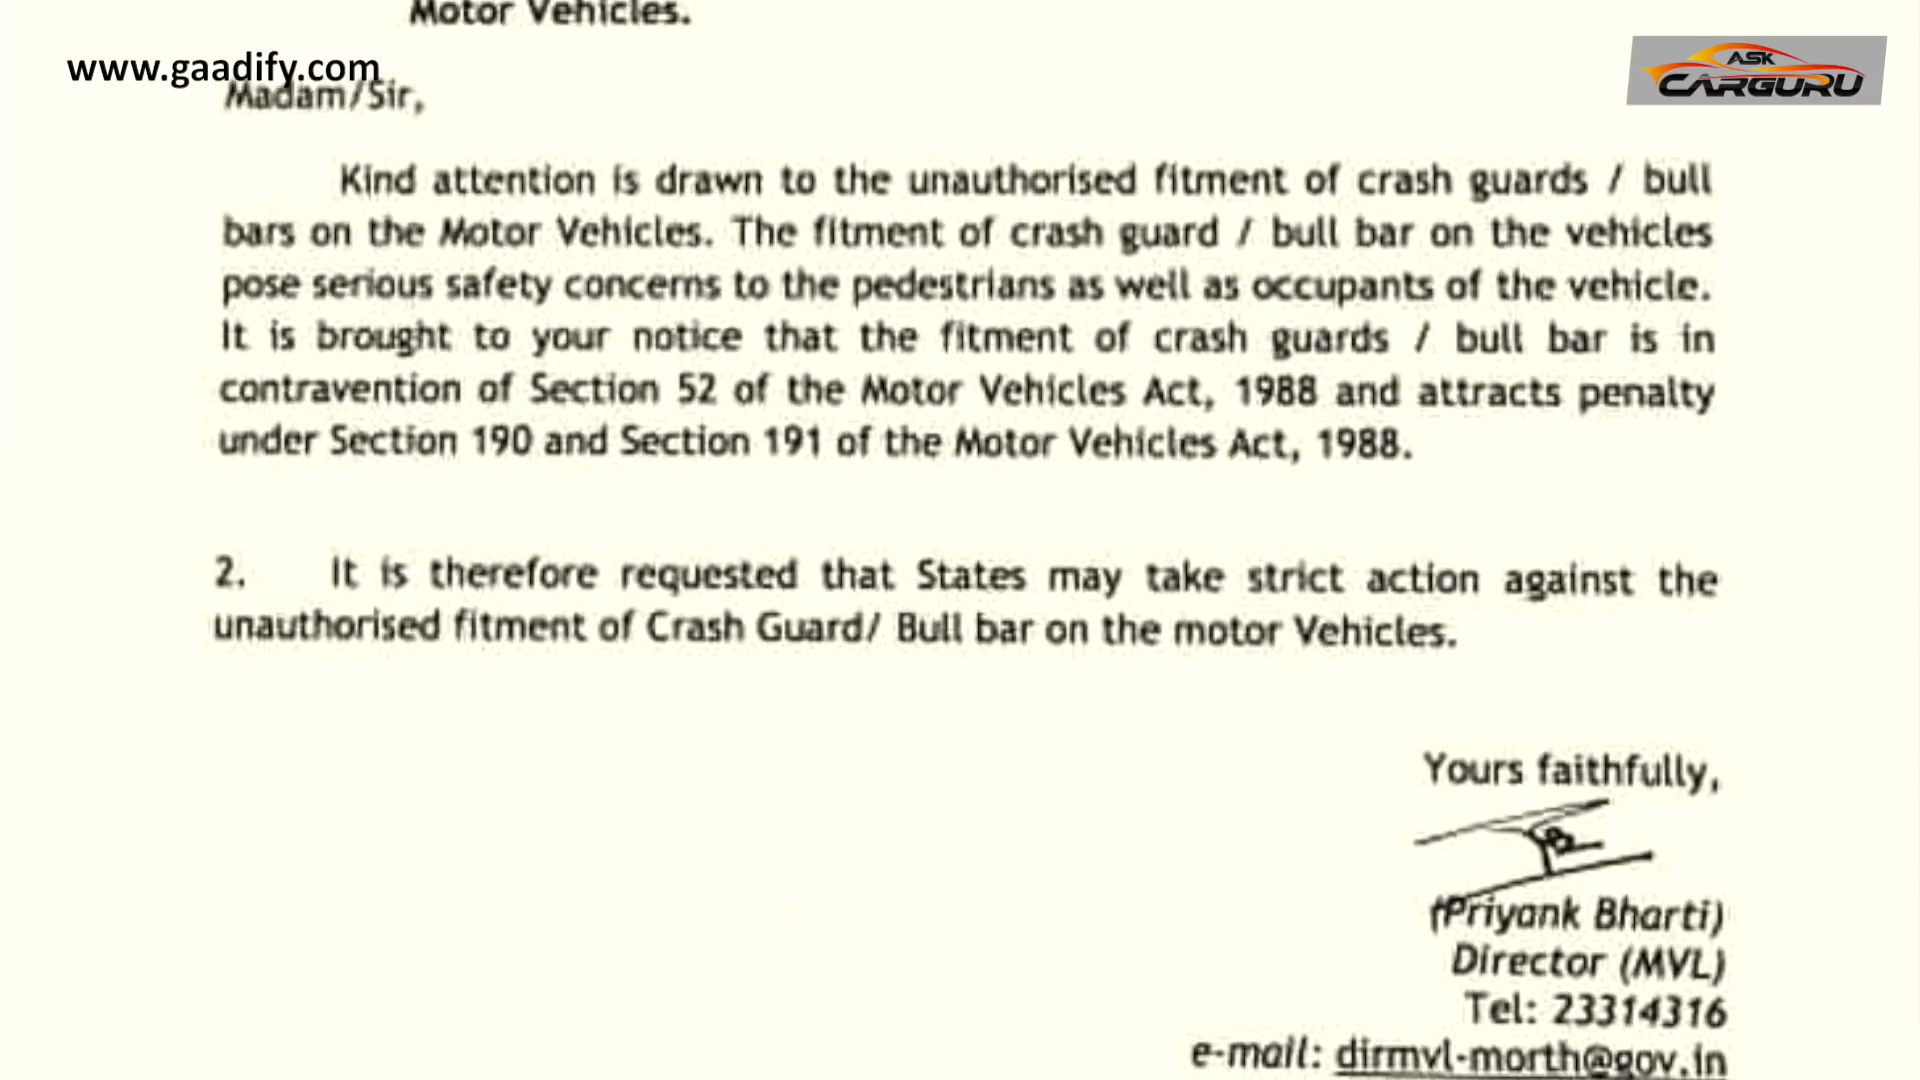 Motor Vehicles.
www.gaadify.com
ASK
CARGURU
Madam/Sir,
Kind attention is drawn to the unauthorised fitment of crash guards / bull
bars on the Motor Vehicles. The fitment of crash guard / bull bar on the vehicles
pose serious safety concerns to the pedestrians as well as occupants of the vehicle.
It is brought to your notice that the fitment of crash guards / bull bar is in
contravention of Section 52 of the Motor Vehicles Act, 1988 and attracts penalty
under Section 190 and Section 191 of the Motor Vehicles Act, 1988.
2. It is therefore requested that States may take strict action against the
unauthorised fitment of Crash Guard/ Bull bar on the motor Vehicles.
Yours faithfully,
(Priyank Bharti)
Director (MVL)
Tel: 23314316
e-mail: dirmvl-morth@gov.in